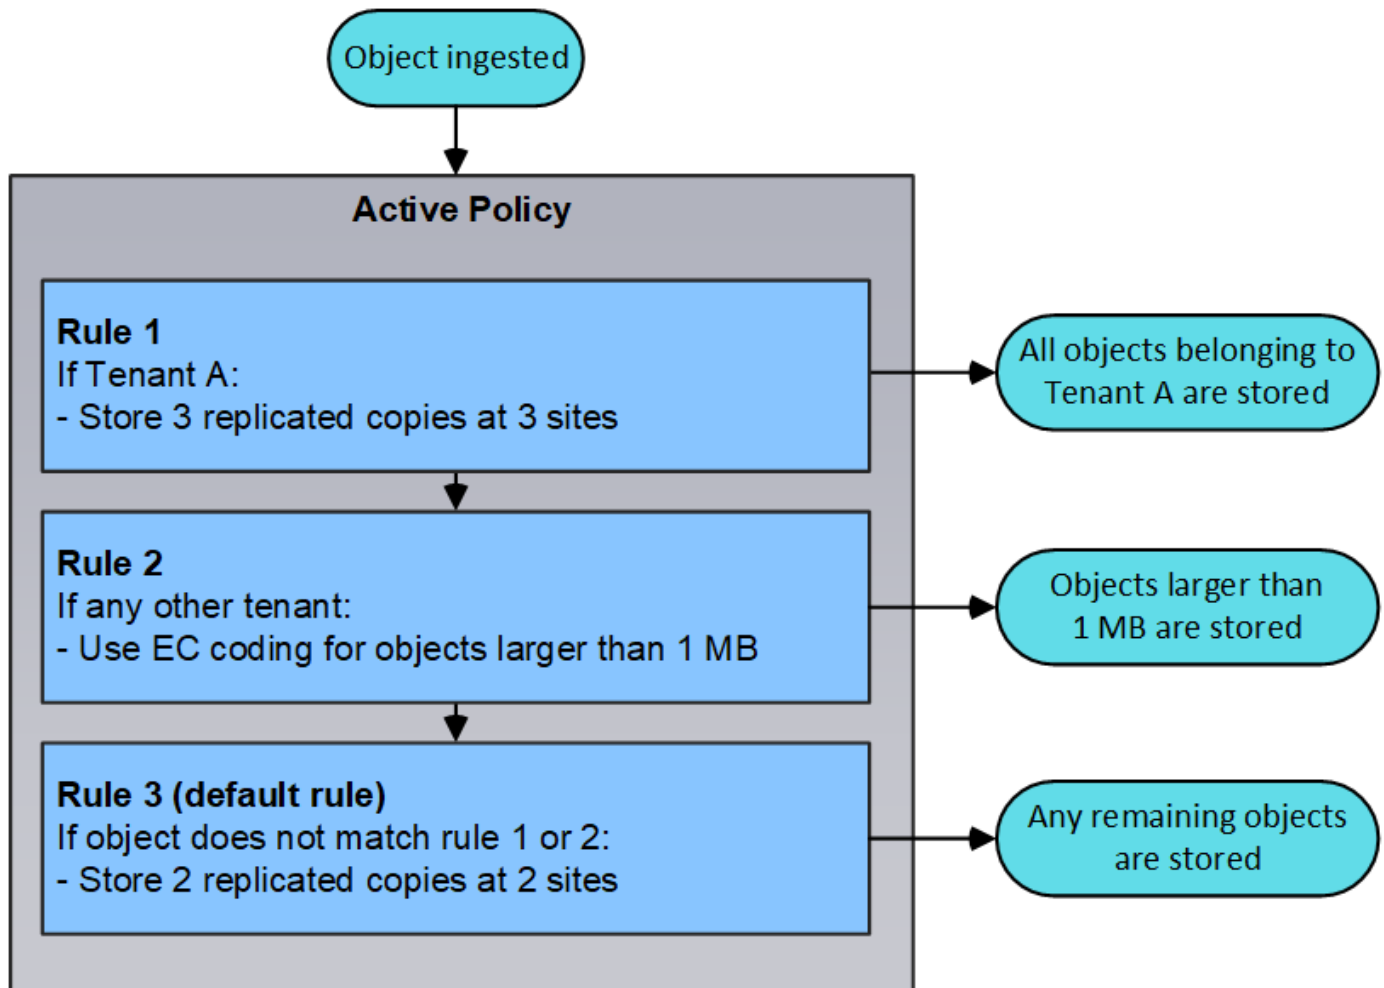 Object ingested
Active Policy
Rule 1
If Tenant A:
- Store 3 replicated copies at 3 sites
All objects belonging to
Tenant A are stored
Rule 2
If any other tenant:
- Use EC coding for objects larger than 1 MB
Objects larger than
1 MB are stored
Rule 3 (default rule)
If object does not match rule 1 or 2:
- Store 2 replicated copies at 2 sites
Any remaining objects
are stored